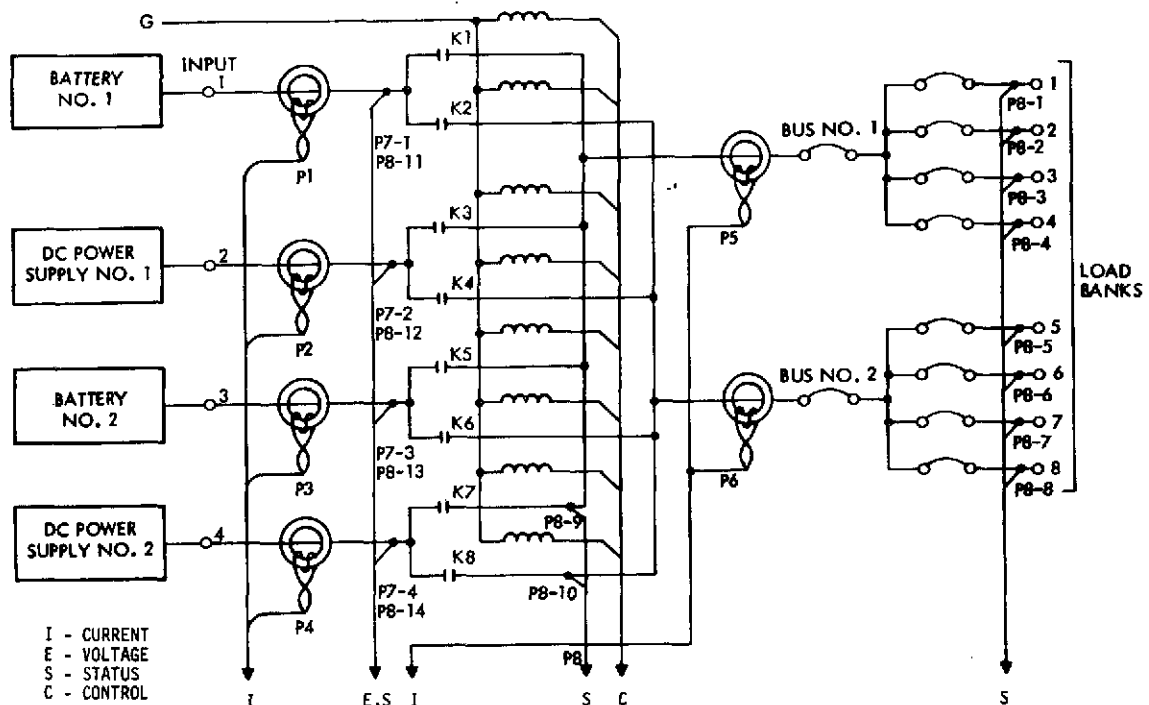 G
BATTERY
NO. 1
INPUT
1
P1
P7-1
P8-11
K1
K2
DC POWER
SUPPLY NO. 1
2
P2
P7-2
P8-12
K3
K4
BATTERY
NO. 2
3
P3
P7-3
P8-13
K5
K6
DC POWER
SUPPLY NO. 2
4
P4
P7-4
P8-14
K7
K8
P8-9
P8-10
P5
BUS NO. 1
P6
BUS NO. 2
1
P8-1
2
P8-2
3
P8-3
4
P8-4
5
P8-5
6
P8-6
7
P8-7
8
P8-8
LOAD
BANKS
P8
I - CURRENT
E - VOLTAGE
S - STATUS
C - CONTROL
I
E.S
I
S
C
S